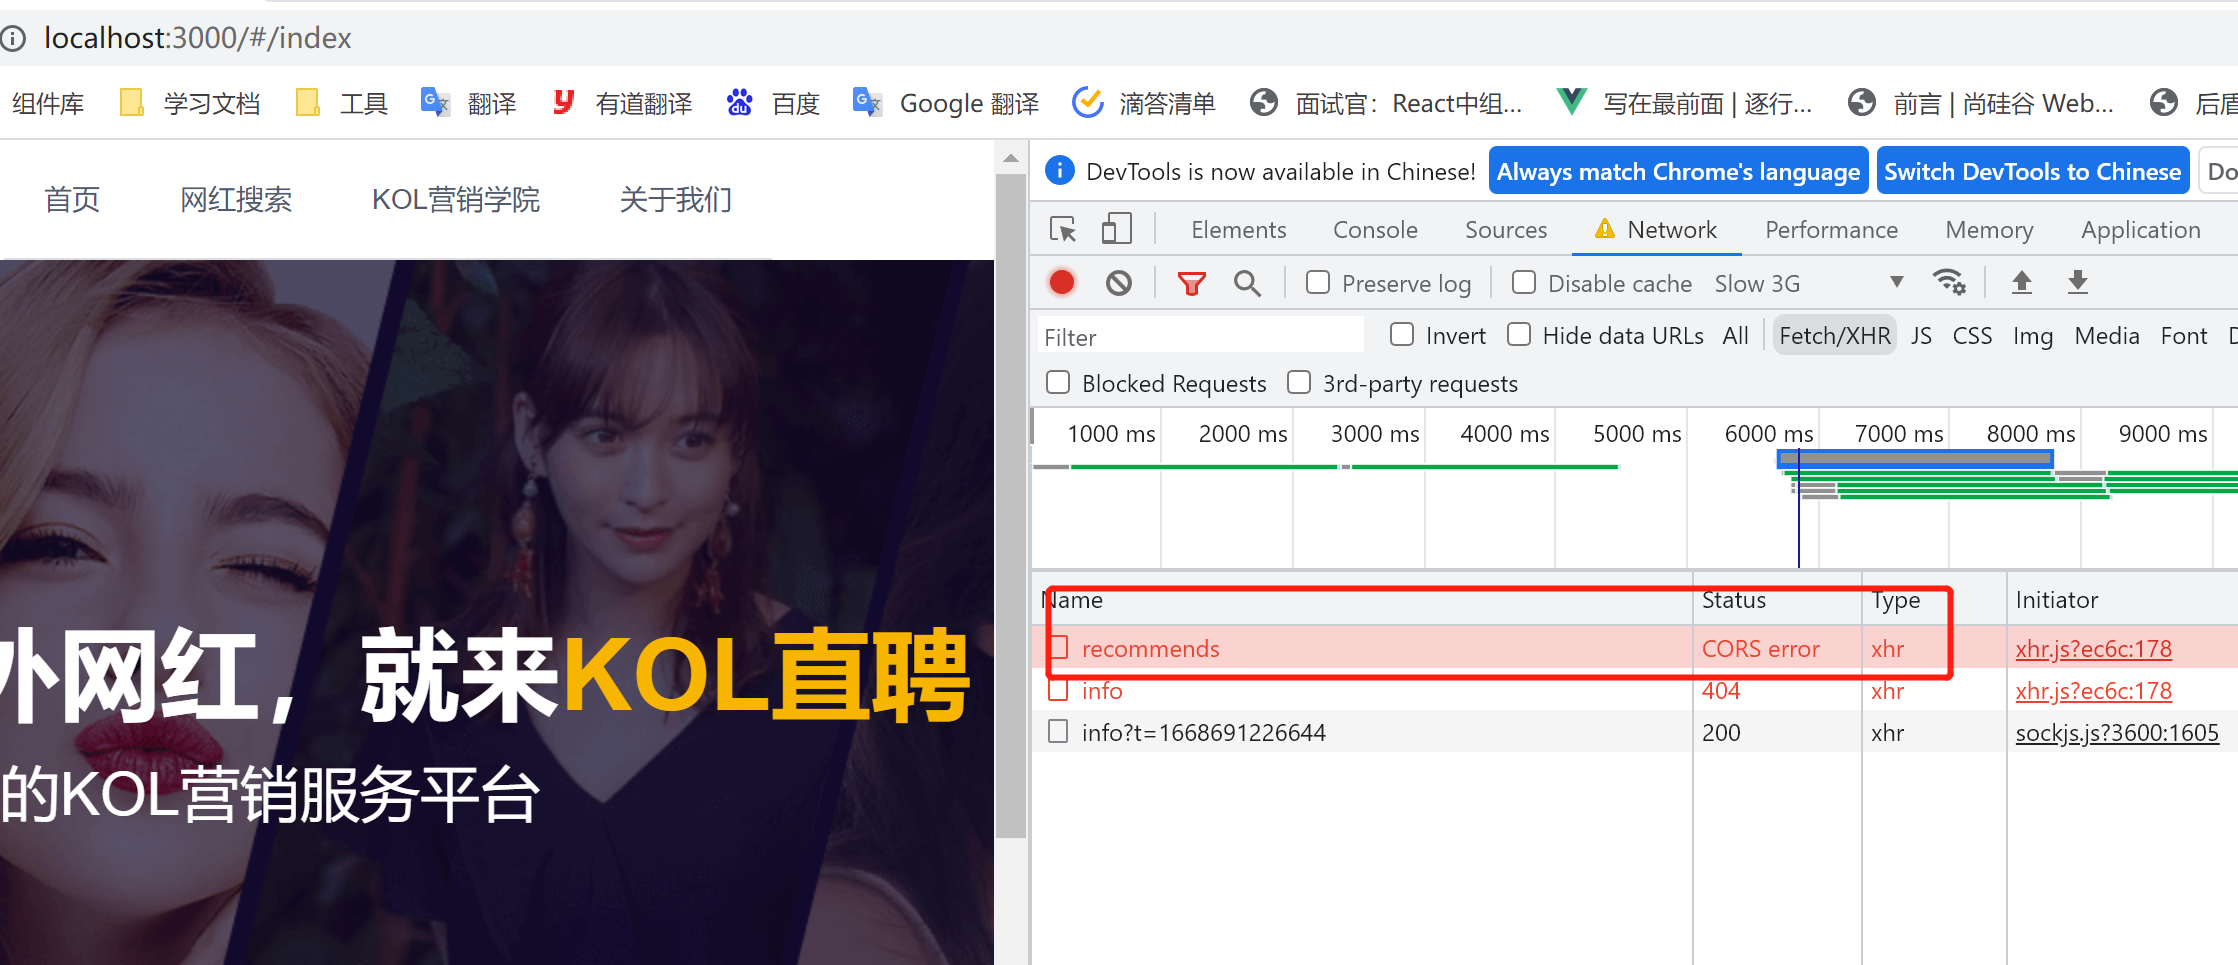 localhost:3000/#/index
组件库 学习文档 工具 翻译 有道翻译 百度 Google 翻译 滴答清单 面试官：React中组... 写在最前面 | 逐行... 前言 | 尚硅谷 Web... 后盾
首页 网红搜索 KOL营销学院 关于我们
外网红，就来KOL直聘
的KOL营销服务平台
DevTools is now available in Chinese! Always match Chrome's language Switch DevTools to Chinese Do
Elements Console Sources Network Performance Memory Application
Preserve log Disable cache Slow 3G
Filter Invert Hide data URLs All Fetch/XHR JS CSS Img Media Font D
Blocked Requests 3rd-party requests
1000 ms 2000 ms 3000 ms 4000 ms 5000 ms 6000 ms 7000 ms 8000 ms 9000 ms
Name Status Type Initiator
recommends CORS error xhr xhr.js?ec6c:178
info 404 xhr xhr.js?ec6c:178
info?t=1668691226644 200 xhr sockjs.js?3600:1605